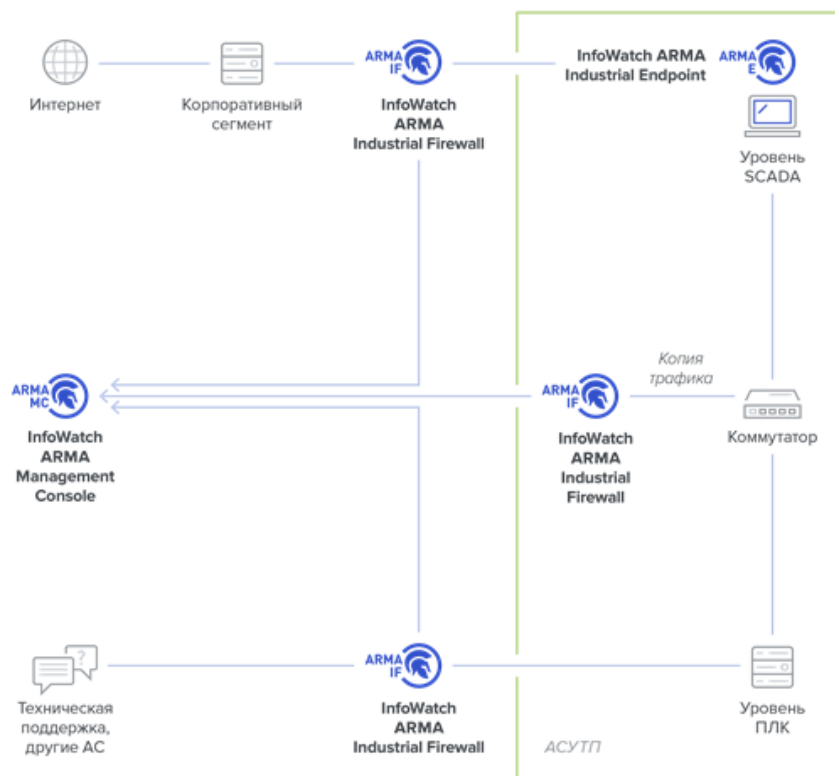 InfoWatch ARMA
Industrial Endpoint
ARMA
E
ARMA
IF
Интернет
Корпоративный
сегмент
InfoWatch
ARMA
Industrial Firewall
Уровень
SCADA
Копия
трафика
ARMA
MC
ARMA
IF
InfoWatch
ARMA
Management
Console
InfoWatch
ARMA
Industrial
Firewall
Коммутатор
?
ARMA
IF
Техническая
поддержка,
другие АС
InfoWatch
ARMA
Industrial Firewall
АСУТП
Уровень
ПЛК